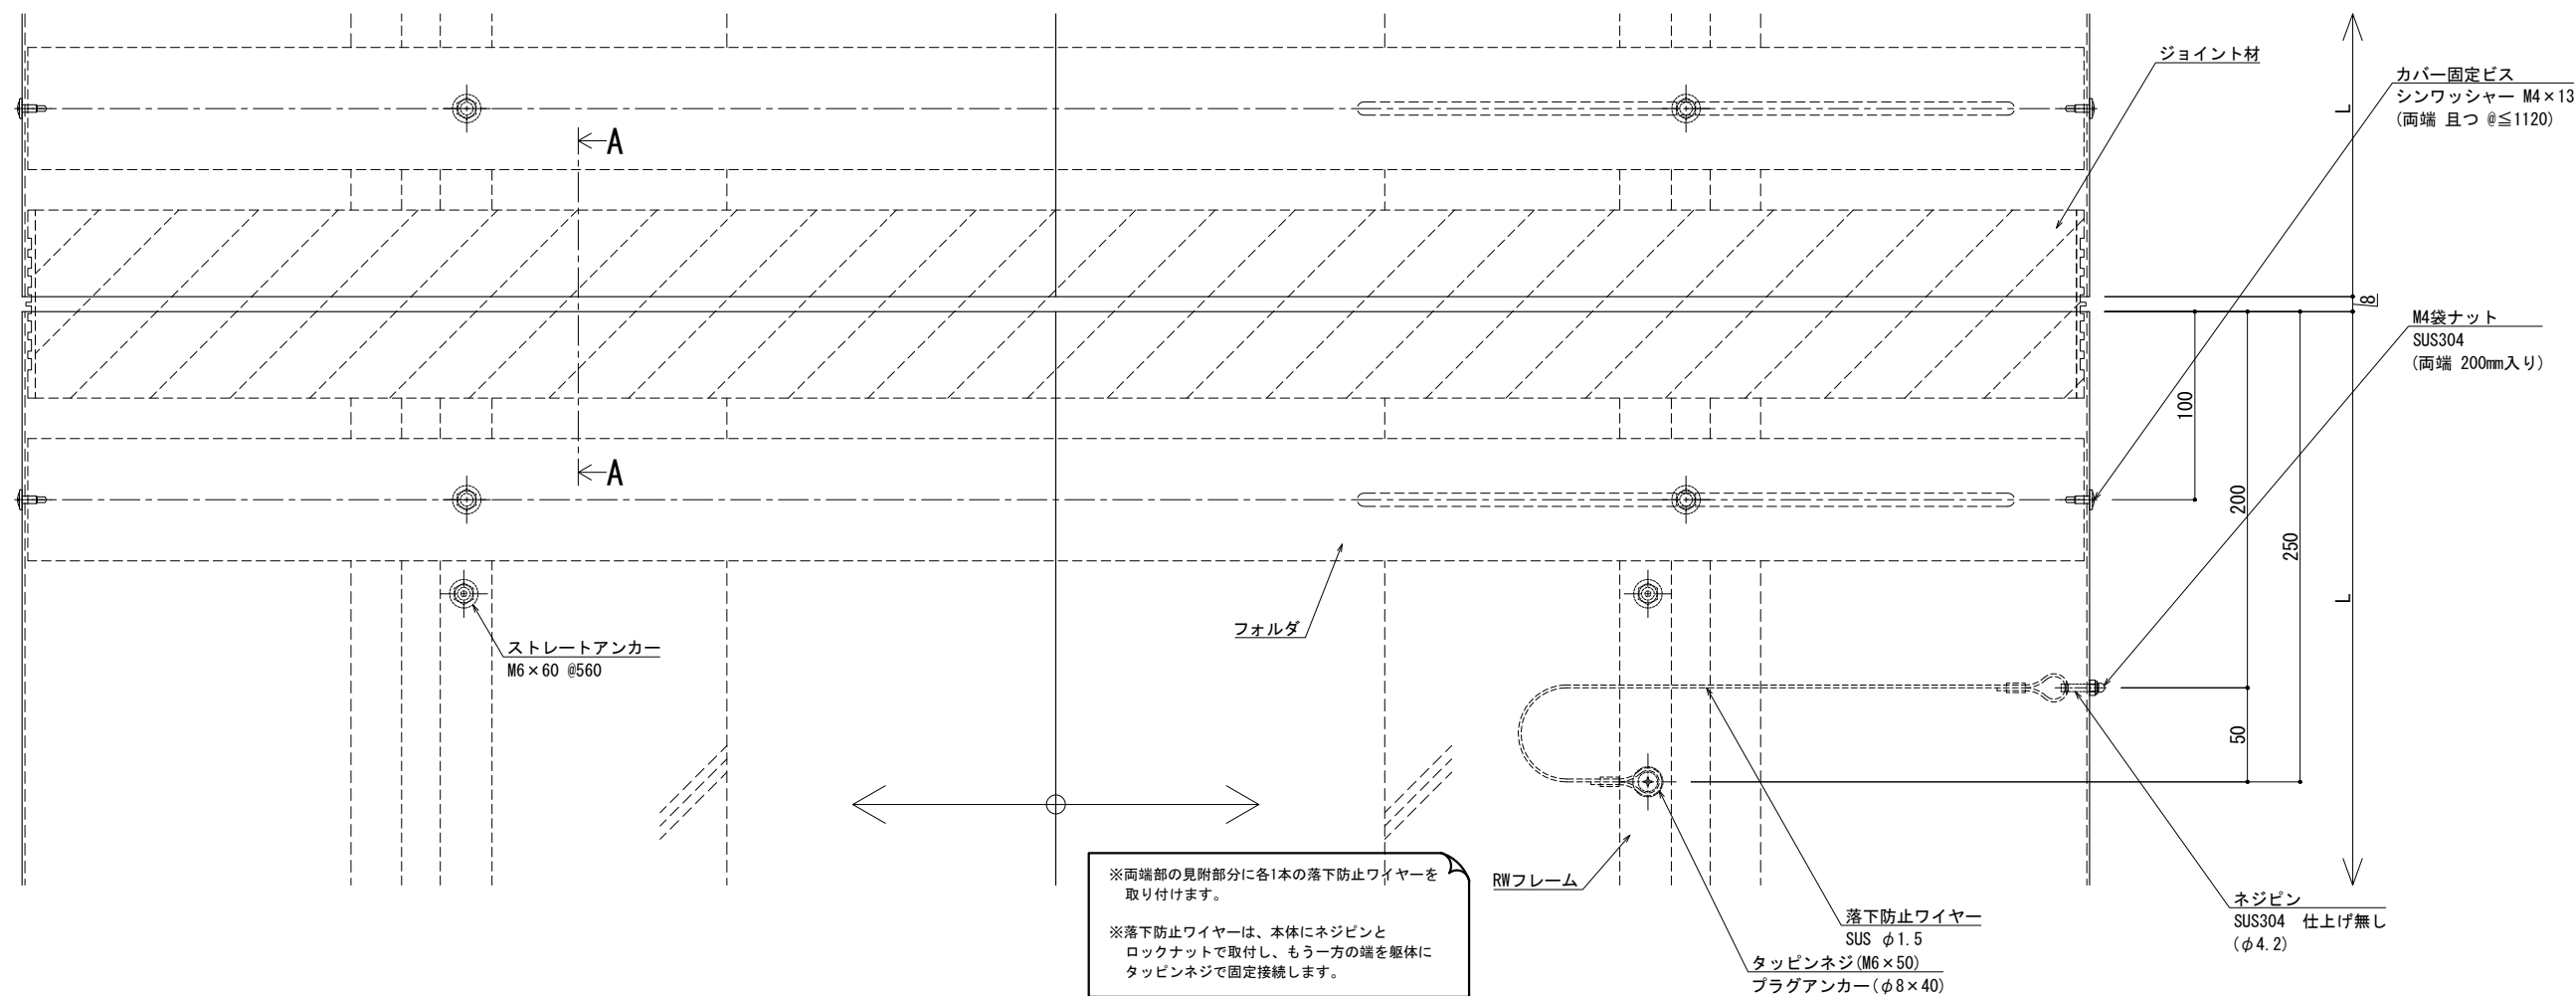 ジョイント材
カバー固定ビス
シンワッシャー M4×13
(両端 且つ @≦1120)
L
A
8
M4袋ナット
SUS304
(両端 200mm入り)
100
A
200
250
L
フォルダ
ストレートアンカー
M6×60 @560
50
※両端部の見附部分に各1本の落下防止ワイヤーを
取り付けます。
※落下防止ワイヤーは、本体にネジピンと
ロックナットで取付し、もう一方の端を躯体に
タッピンネジで固定接続します。
RWフレーム
落下防止ワイヤー
SUS φ1.5
タッピンネジ(M6×50)
プラグアンカー(φ8×40)
ネジピン
SUS304 仕上げ無し
(φ4.2)